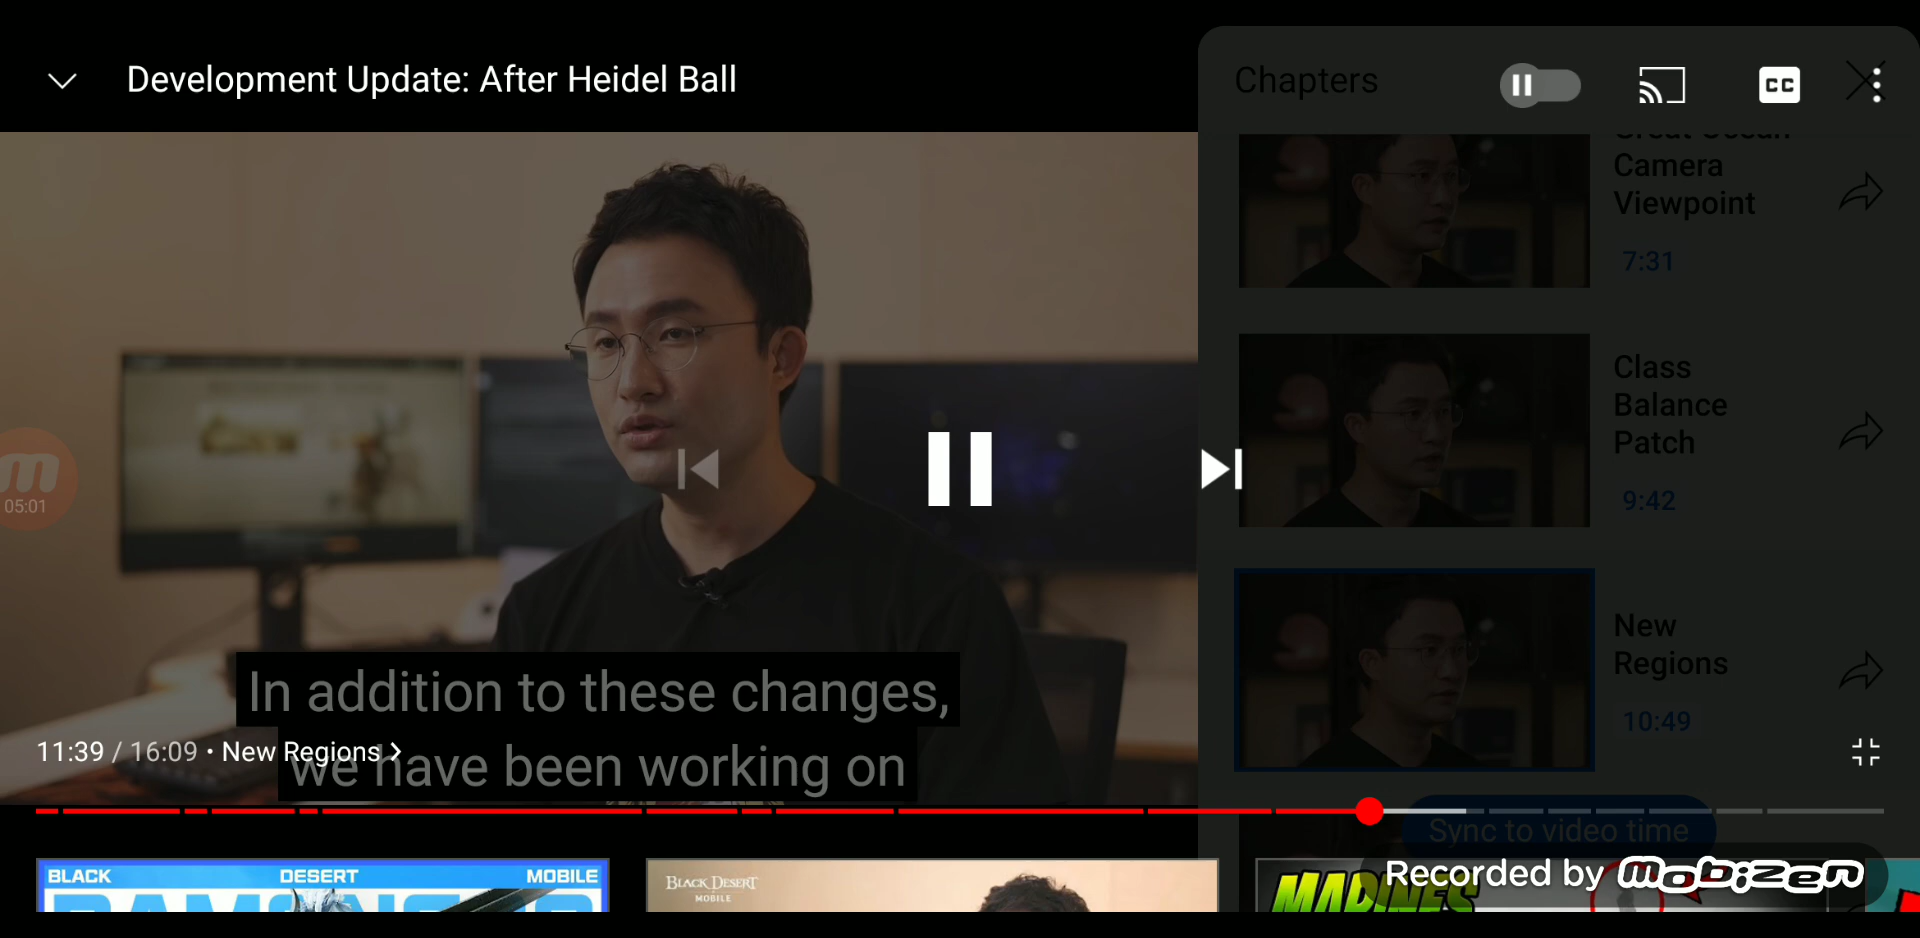 Development Update: After Heidel Ball
Chapters
CC
Camera
Viewpoint
7:31
Class
Balance
Patch
9:42
05:01
New
Regions
10:49
In addition to these changes,
we have been working on
11:39 / 16:09 • New Regions
Sync to video time
BLACK DESERT MOBILE
BLACK DESERT
MOBILE
Recorded by mobizen